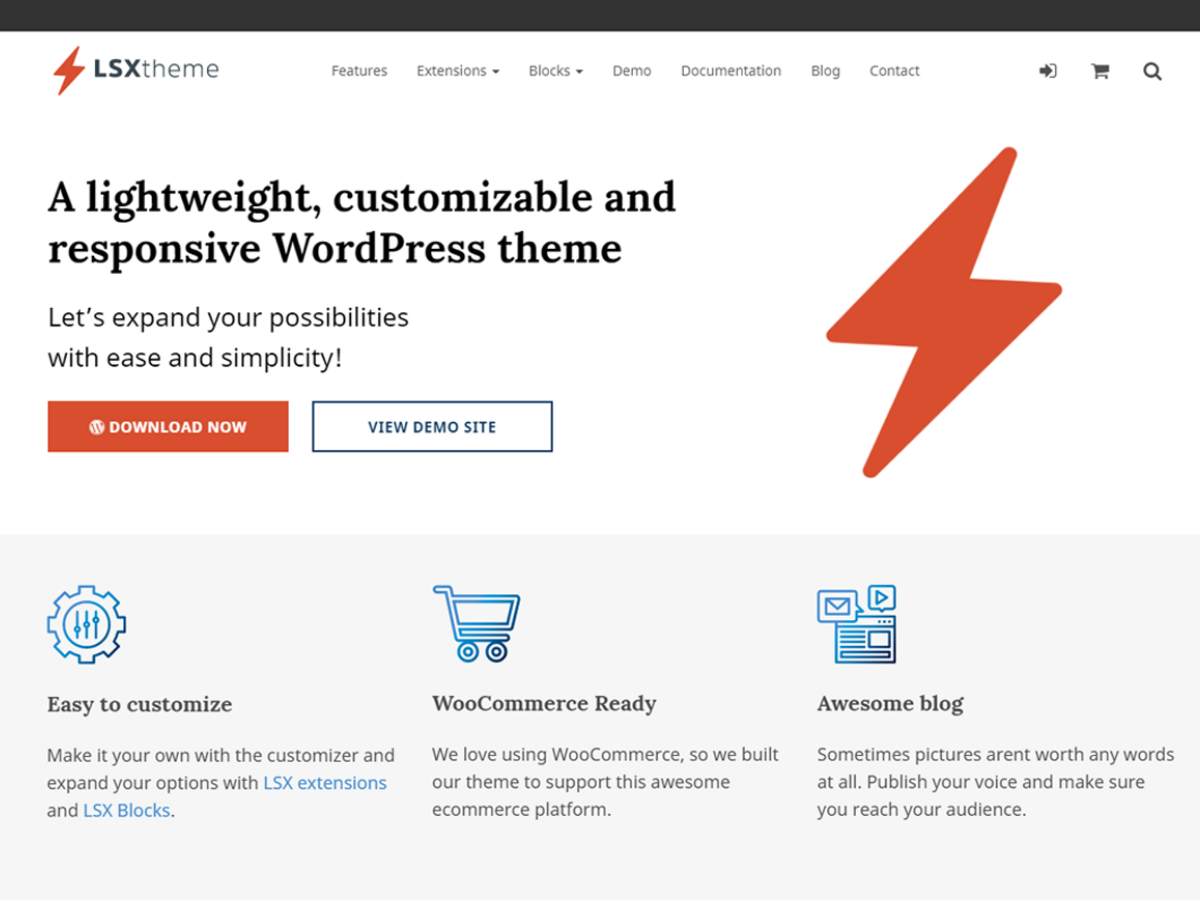 LSXtheme
Features Extensions Blocks Demo Documentation Blog Contact
A lightweight, customizable and
responsive WordPress theme
Let’s expand your possibilities
with ease and simplicity!
DOWNLOAD NOW VIEW DEMO SITE
Easy to customize
Make it your own with the customizer and
expand your options with LSX extensions
and LSX Blocks.
WooCommerce Ready
We love using WooCommerce, so we built
our theme to support this awesome
ecommerce platform.
Awesome blog
Sometimes pictures arent worth any words
at all. Publish your voice and make sure
you reach your audience.